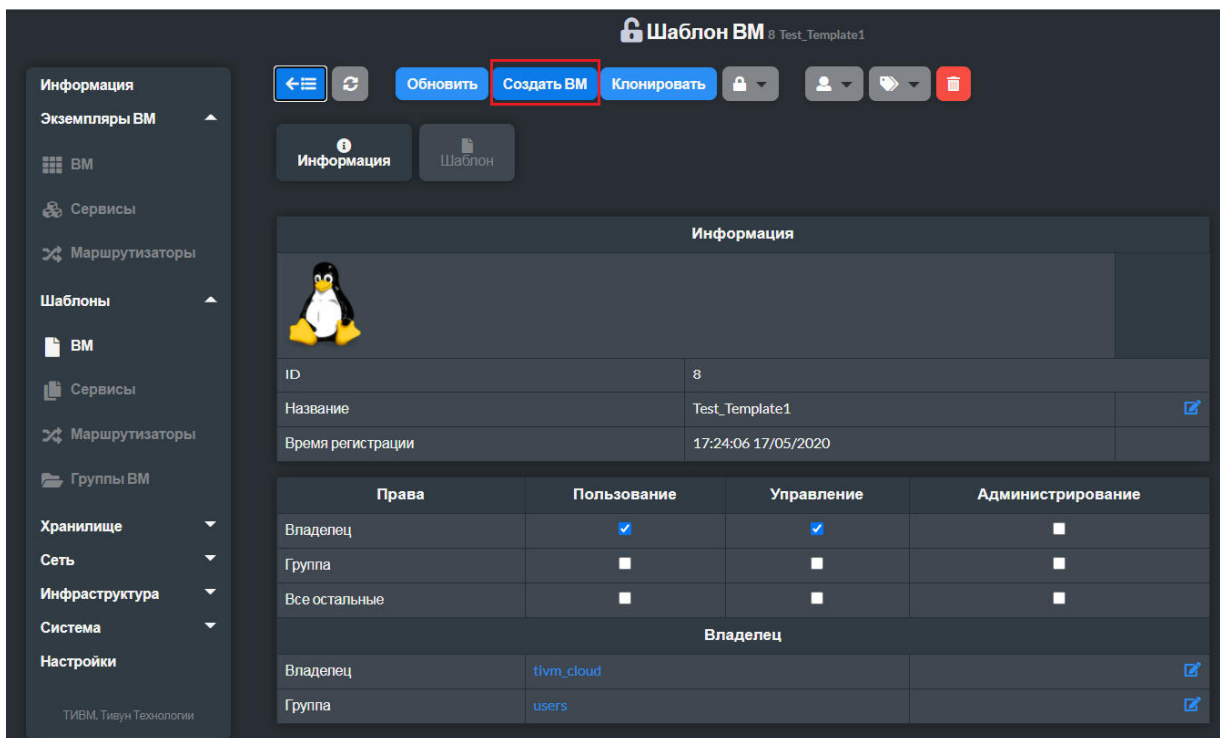 Шаблон ВМ 8 Test_Template1
Информация
Экземпляры ВМ
ВМ
Сервисы
Маршрутизаторы
Шаблоны
ВМ
Сервисы
Маршрутизаторы
Группы ВМ
Хранилище
Сеть
Инфраструктура
Система
Настройки
ТИВМ. Тивун Технологии
Обновить Создать ВМ Клонировать
Информация Шаблон
Информация
ID 8
Название Test_Template1
Время регистрации 17:24:06 17/05/2020
Права Пользование Управление Администрирование
Владелец
Группа
Все остальные
Владелец
Владелец tivm_cloud
Группа users